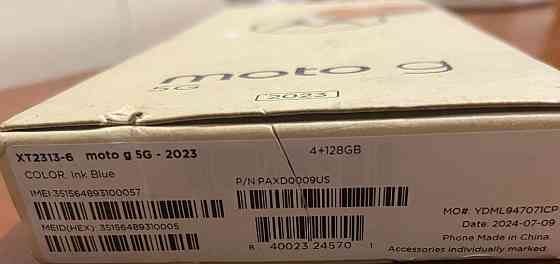 moto g
5G
2023
XT2313-6 moto g 5G - 2023
4+128GB
COLOR: Ink Blue
P/N:PAXD0009US
IMEI:351564893100057
MEID(HEX):35156489310005
R 40023 24570 1
MO#: YDML947071CP
Date: 2024-07-09
Phone Made in China.
Accessories individually marked.